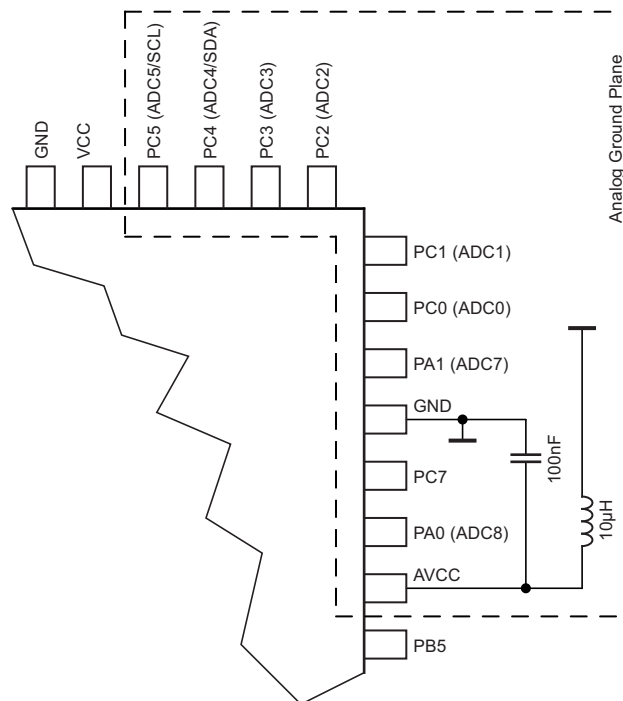 GND
VCC
PC5 (ADC5/SCL)
PC4 (ADC4/SDA)
PC3 (ADC3)
PC2 (ADC2)
Analog Ground Plane
PC1 (ADC1)
PC0 (ADC0)
PA1 (ADC7)
GND
100nF
PC7
10µH
PA0 (ADC8)
AVCC
PB5